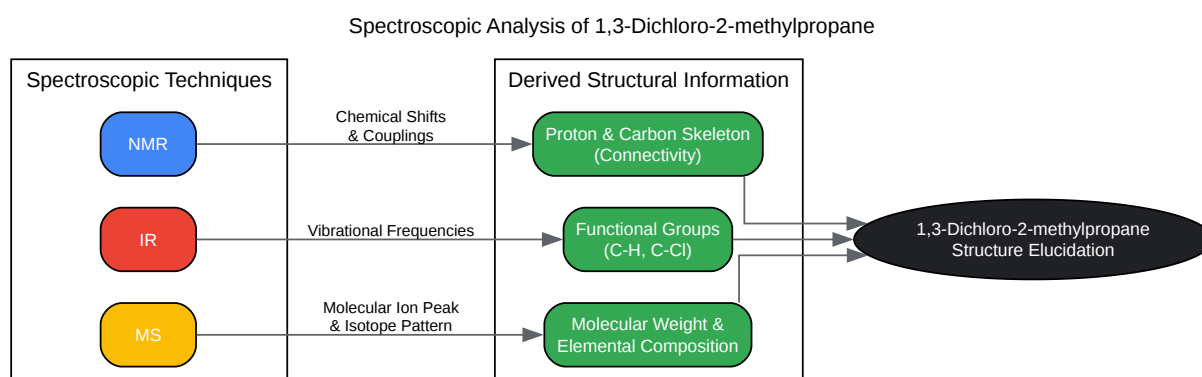 Spectroscopic Analysis of 1,3-Dichloro-2-methylpropane
Spectroscopic Techniques
Derived Structural Information
NMR
Chemical Shifts
& Couplings
Proton & Carbon Skeleton
(Connectivity)
IR
Vibrational Frequencies
Functional Groups
(C-H, C-Cl)
1,3-Dichloro-2-methylpropane
Structure Elucidation
MS
Molecular Ion Peak
& Isotope Pattern
Molecular Weight &
Elemental Composition